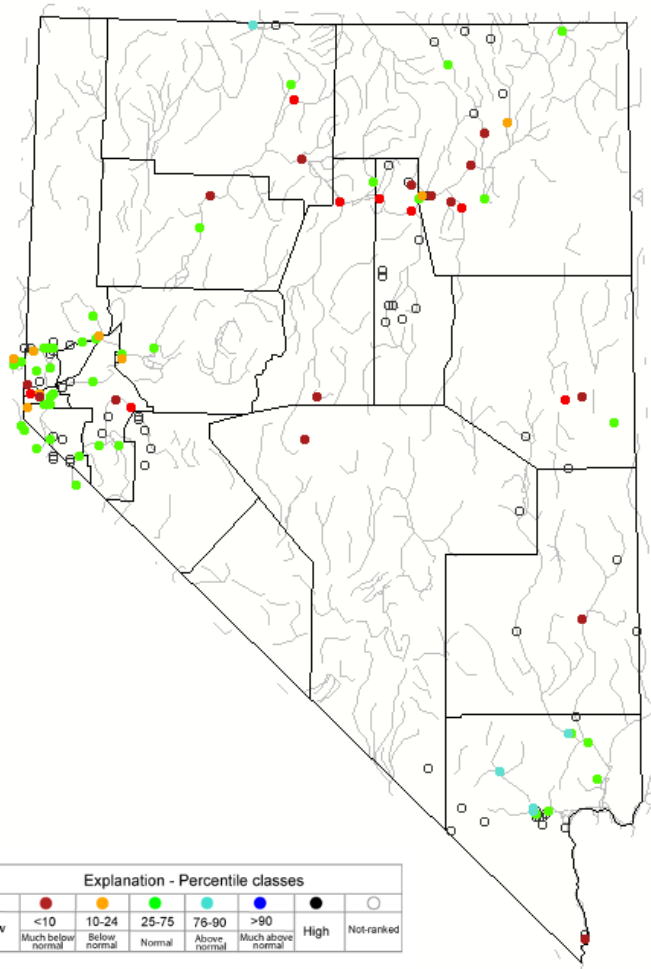 Explanation - Percentile classes
<10 10-24 25-75 76-90 >90 High Not-ranked
Much below normal Below normal Normal Above normal Much above normal